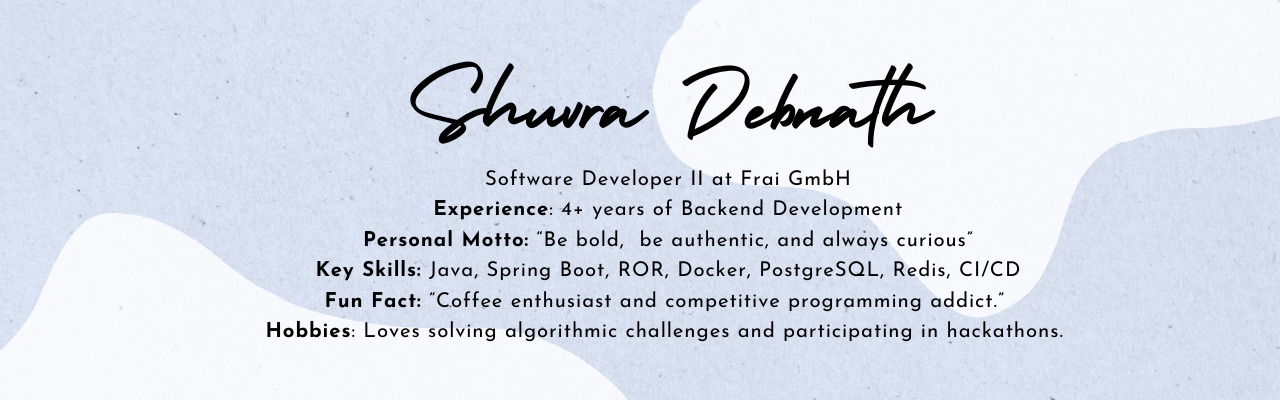 Shuvra Debnath
Software Developer II at Frai GmbH
Experience: 4+ years of Backend Development
Personal Motto: “Be bold,  be authentic, and always curious”
Key Skills: Java, Spring Boot, ROR, Docker, PostgreSQL, Redis, CI/CD
Fun Fact: “Coffee enthusiast and competitive programming addict.”
Hobbies: Loves solving algorithmic challenges and participating in hackathons.